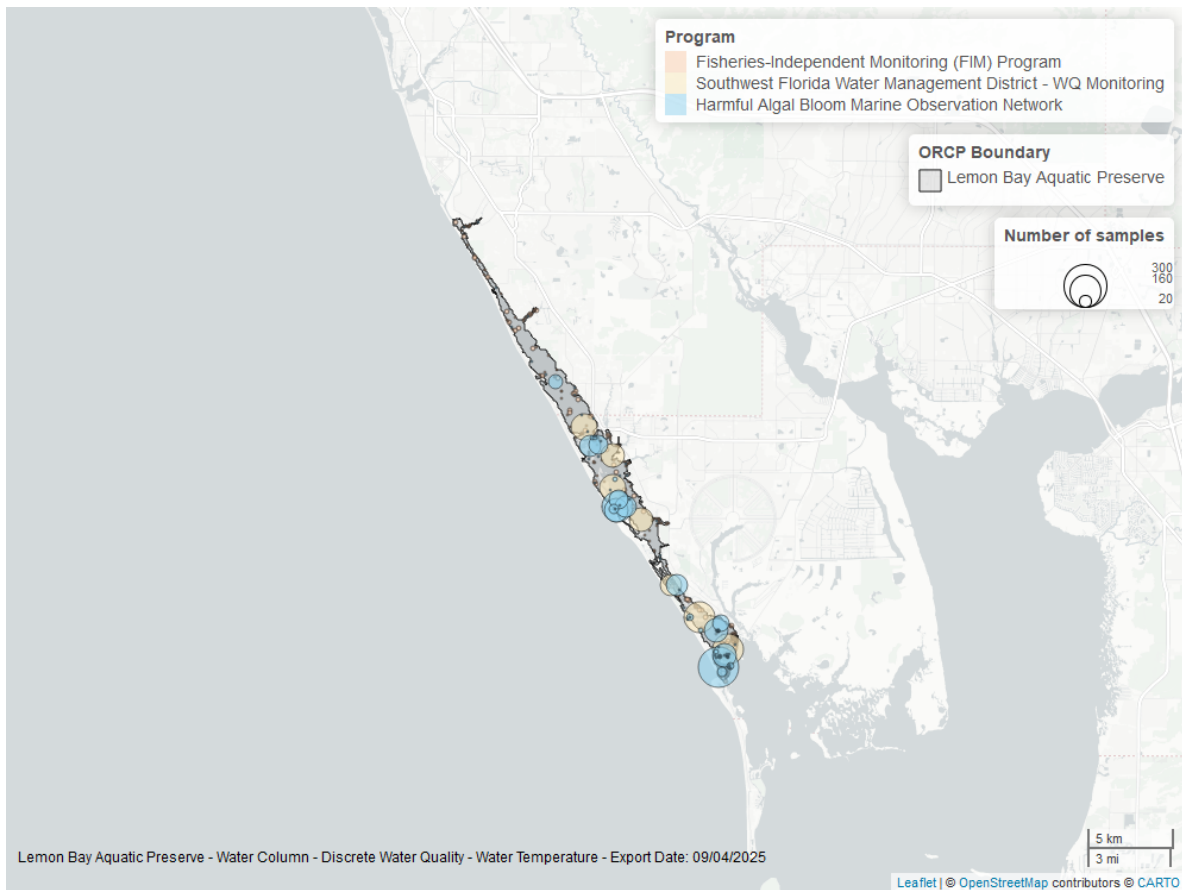 Program
Fisheries-Independent Monitoring (FIM) Program
Southwest Florida Water Management District - WQ Monitoring
Harmful Algal Bloom Marine Observation Network
ORCP Boundary
Lemon Bay Aquatic Preserve
Number of samples
300
160
20
5 km
3 mi
Lemon Bay Aquatic Preserve - Water Column - Discrete Water Quality - Water Temperature - Export Date: 09/04/2025
Leaflet | © OpenStreetMap contributors © CARTO